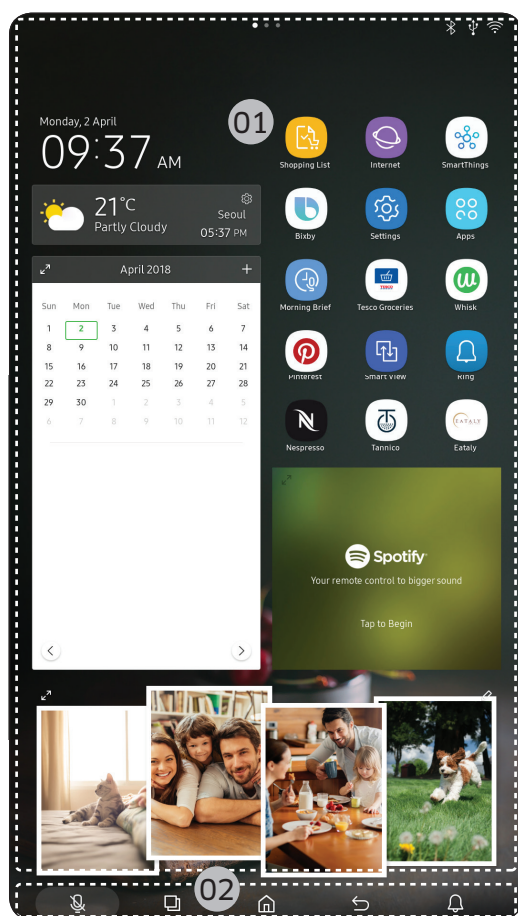 Monday, 2 April
01
09:37 AM
Shopping List
Internet
SmartThings
21°C
Partly Cloudy
Seoul
05:37 PM
Bixby
Settings
Apps
April 2018
Sun Mon Tue Wed Thu Fri Sat
1 2 3 4 5 6 7
8 9 10 11 12 13 14
15 16 17 18 19 20 21
22 23 24 25 26 27 28
29 30 1 2 3 4 5
6 7 8 9 10 11 12
TESCO
Morning Brief
Tesco Groceries
Whisk
Pinterest
Smart View
Ring
N
EATALY
Nespresso
Tannico
Eataly
Spotify
Your remote control to bigger sound
Tap to Begin
02